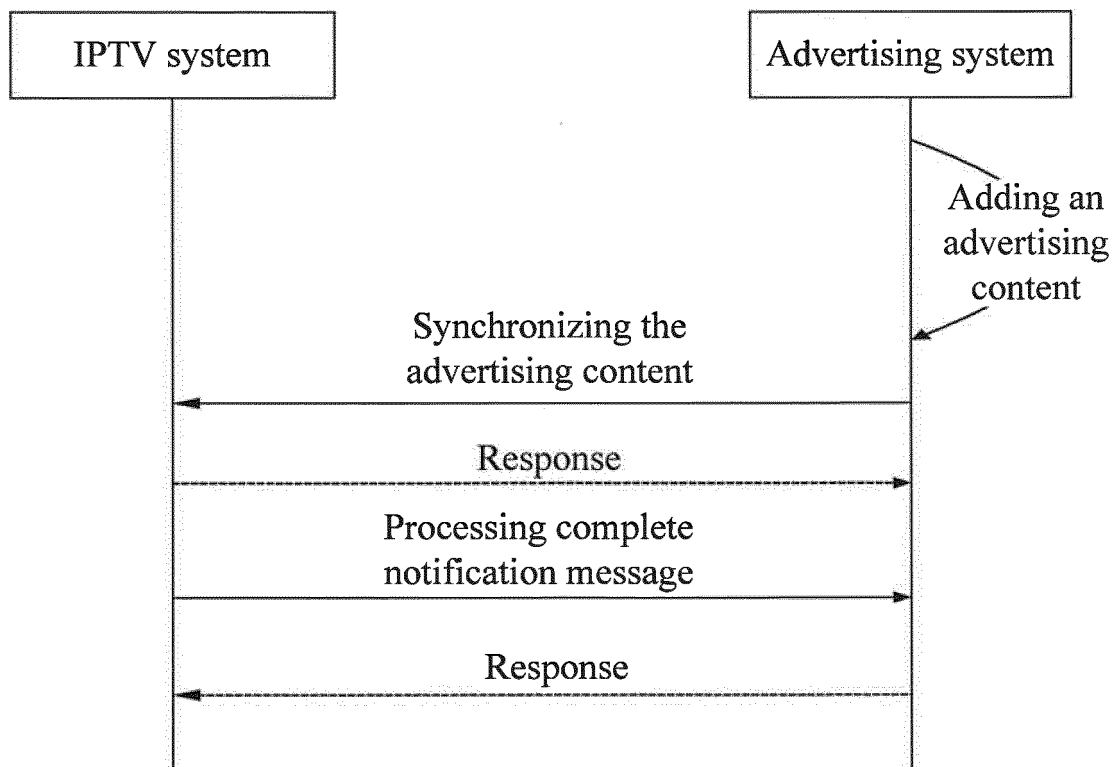 IPTV system
Advertising system
Adding an
advertising
content
Synchronizing the
advertising content
Response
Processing complete
notification message
Response